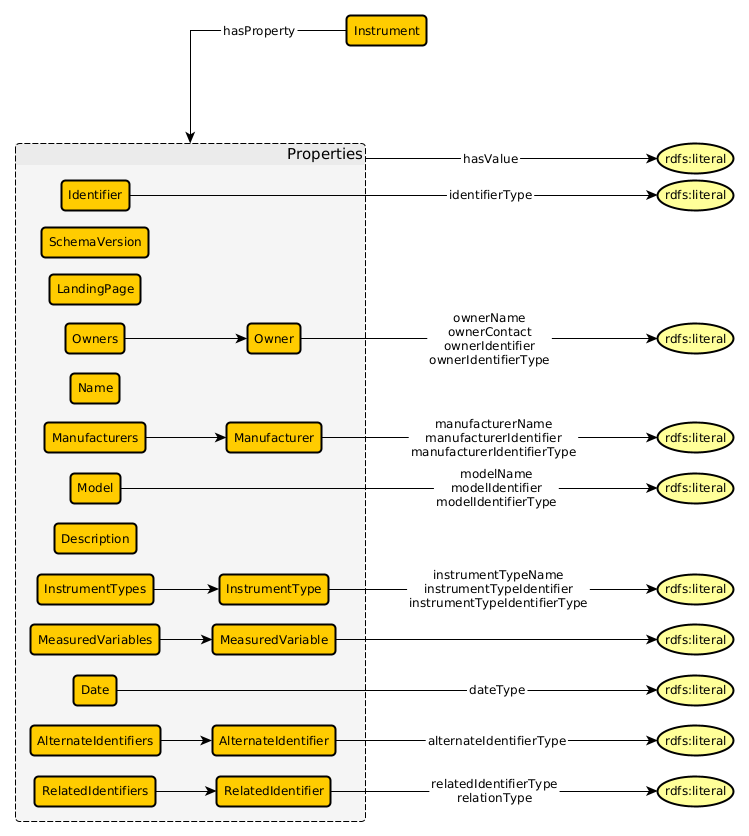 hasProperty
Instrument
Properties
hasValue
rdfs:literal
Identifier
identifierType
rdfs:literal
SchemaVersion
LandingPage
Owners
Owner
ownerName
ownerContact
ownerIdentifier
ownerIdentifierType
rdfs:literal
Name
Manufacturers
Manufacturer
manufacturerName
manufacturerIdentifier
manufacturerIdentifierType
rdfs:literal
Model
modelName
modelIdentifier
modelIdentifierType
rdfs:literal
Description
InstrumentTypes
InstrumentType
instrumentTypeName
instrumentTypeIdentifier
instrumentTypeIdentifierType
rdfs:literal
MeasuredVariables
MeasuredVariable
rdfs:literal
Date
dateType
rdfs:literal
AlternateIdentifiers
AlternateIdentifier
alternateIdentifierType
rdfs:literal
RelatedIdentifiers
RelatedIdentifier
relatedIdentifierType
relationType
rdfs:literal